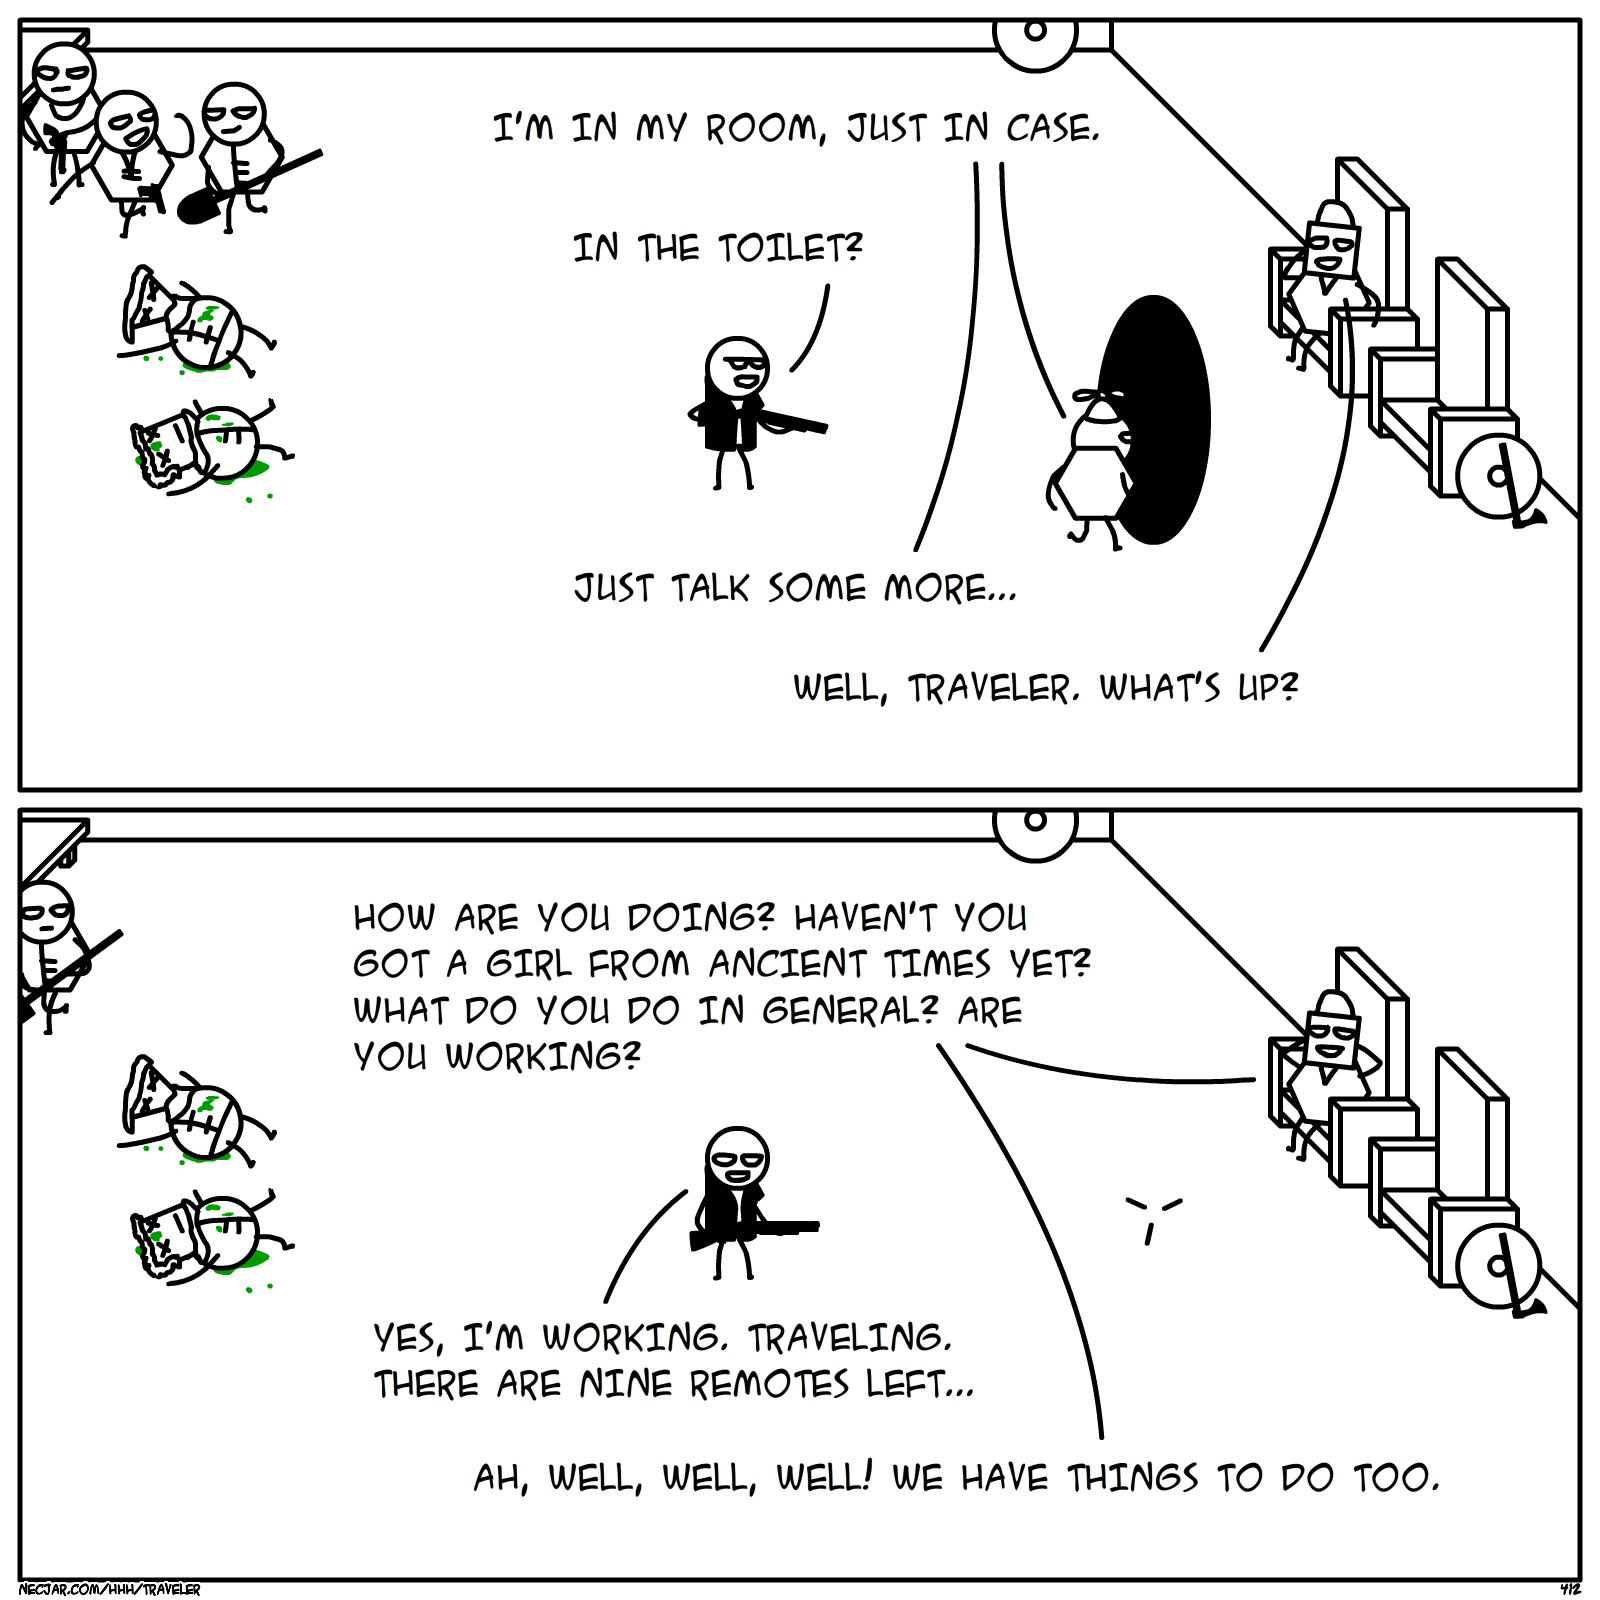 I'M IN MY ROOM, JUST IN CASE.
IN THE TOILET?
JUST TALK SOME MORE...
WELL, TRAVELER. WHAT'S UP?
HOW ARE YOU DOING? HAVEN'T YOU
GOT A GIRL FROM ANCIENT TIMES YET?
WHAT DO YOU DO IN GENERAL? ARE
YOU WORKING?
YES, I'M WORKING. TRAVELING.
THERE ARE NINE REMOTES LEFT...
AH, WELL, WELL, WELL! WE HAVE THINGS TO DO TOO.
NECJAR.COM/HHH/TRAVELER
412